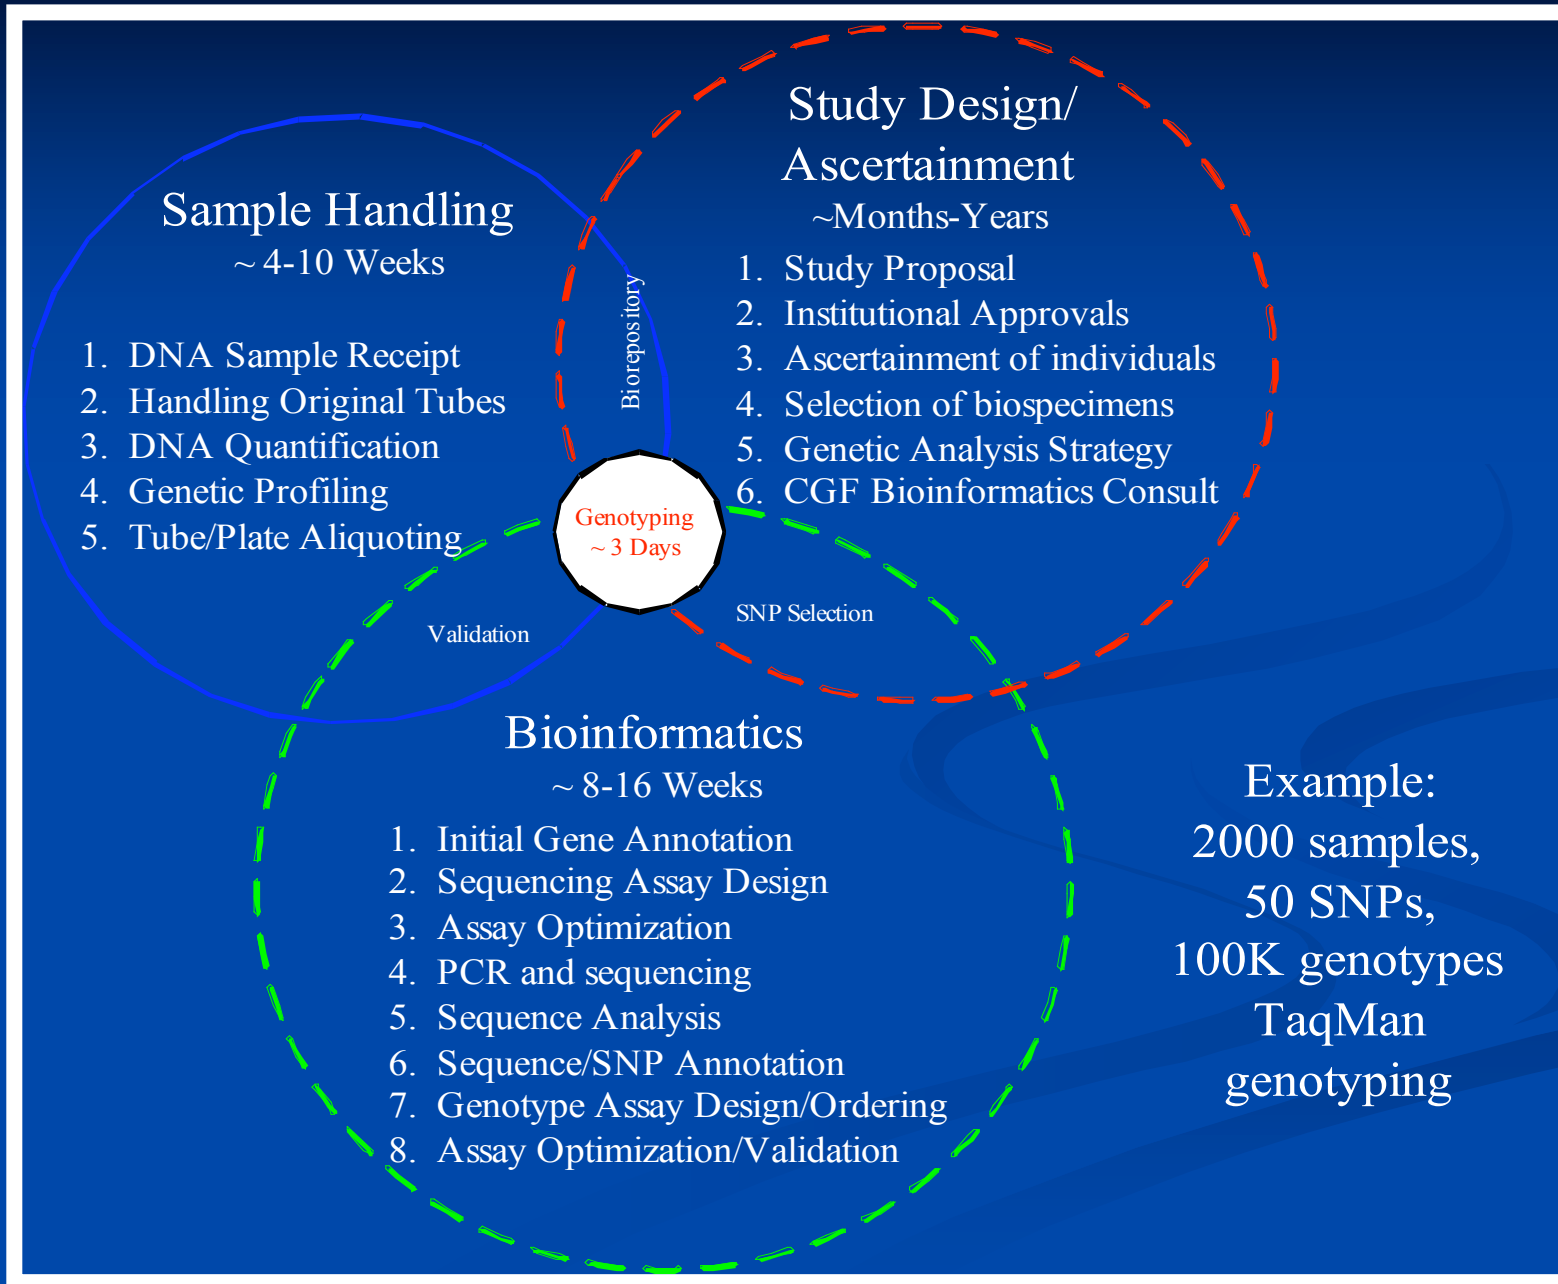 Study Design/
Ascertainment
~Months-Years
1. Study Proposal
2. Institutional Approvals
3. Ascertainment of individuals
4. Selection of biospecimens
5. Genetic Analysis Strategy
6. CGF Bioinformatics Consult
Sample Handling
~ 4-10 Weeks
1. DNA Sample Receipt
2. Handling Original Tubes
3. DNA Quantification
4. Genetic Profiling
5. Tube/Plate Aliquoting
Biorepository
Genotyping
~ 3 Days
Validation
SNP Selection
Bioinformatics
~ 8-16 Weeks
1. Initial Gene Annotation
2. Sequencing Assay Design
3. Assay Optimization
4. PCR and sequencing
5. Sequence Analysis
6. Sequence/SNP Annotation
7. Genotype Assay Design/Ordering
8. Assay Optimization/Validation
Example:
2000 samples,
50 SNPs,
100K genotypes
TaqMan
genotyping